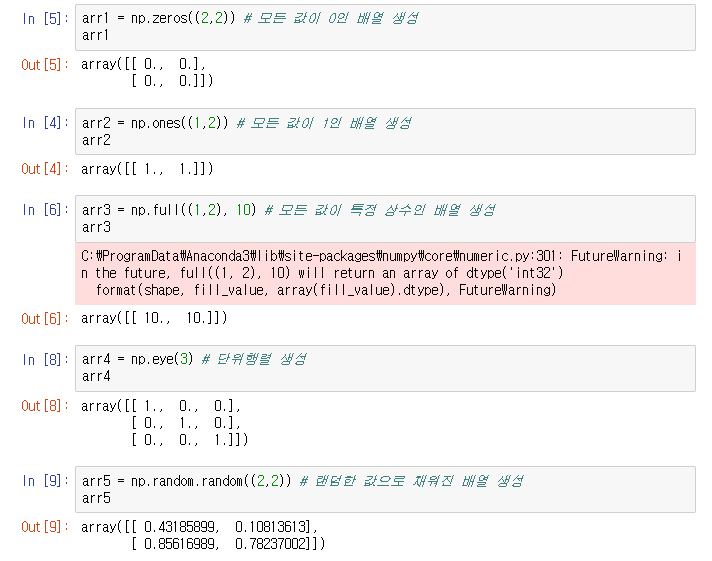 In [5]: arr1 = np.zeros((2,2)) # 모든 값이 0인 배열 생성
arr1
Out[5]: array([[ 0.,  0.],
       [ 0.,  0.]])
In [4]: arr2 = np.ones((1,2)) # 모든 값이 1인 배열 생성
arr2
Out[4]: array([[ 1.,  1.]])
In [6]: arr3 = np.full((1,2), 10) # 모든 값이 특정 상수인 배열 생성
arr3
C:₩ProgramData₩Anaconda3₩lib₩site-packages₩numpy₩core₩numeric.py:301: FutureWarning: i
n the future, full((1, 2), 10) will return an array of dtype('int32')
  format(shape, fill_value, array(fill_value).dtype), FutureWarning)
Out[6]: array([[ 10.,  10.]])
In [8]: arr4 = np.eye(3) # 단위행렬 생성
arr4
Out[8]: array([[ 1.,  0.,  0.],
       [ 0.,  1.,  0.],
       [ 0.,  0.,  1.]])
In [9]: arr5 = np.random.random((2,2)) # 랜덤한 값으로 채워진 배열 생성
arr5
Out[9]: array([[ 0.43185899,  0.10813613],
       [ 0.85616989,  0.78237002]])